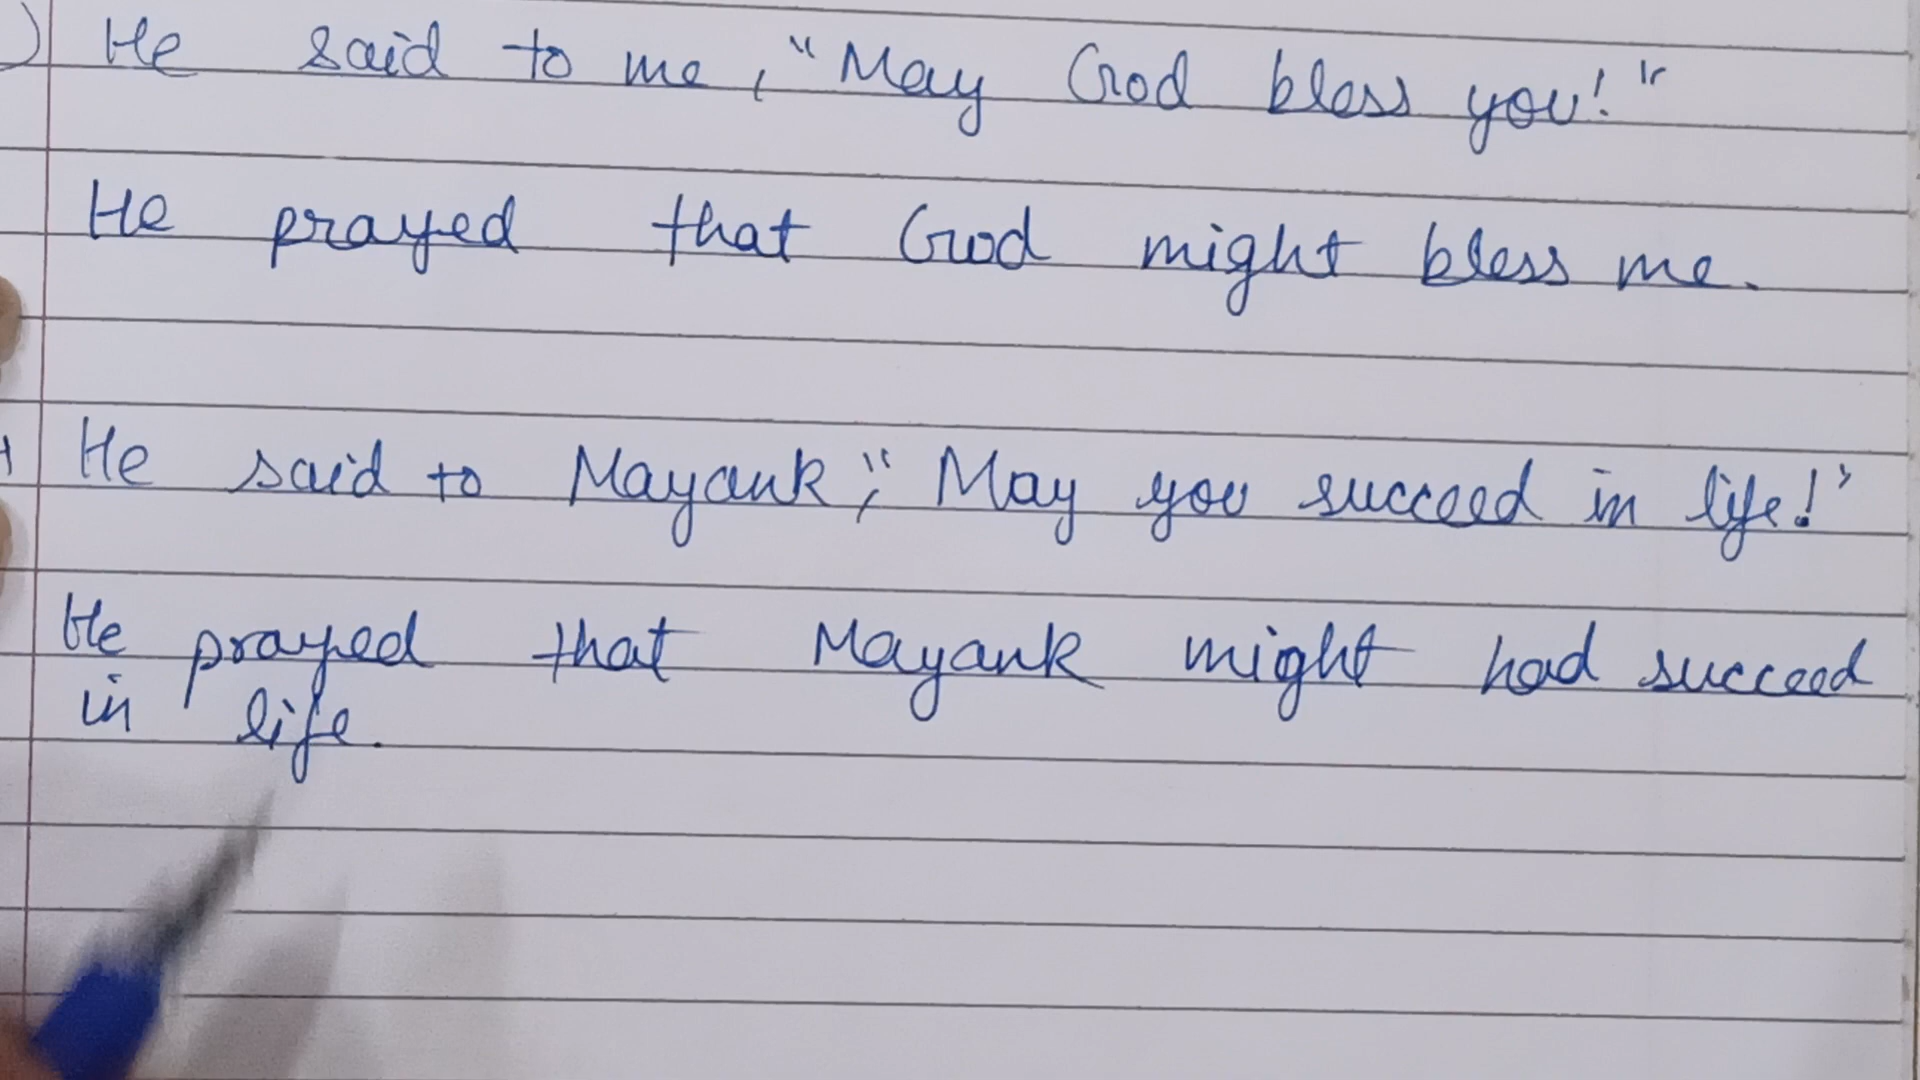 ) He said to me, "May God bless you!"
He prayed that God might bless me.
He said to Mayank, "May you succeed in life!"
He prayed that Mayank might had succeed
in life.